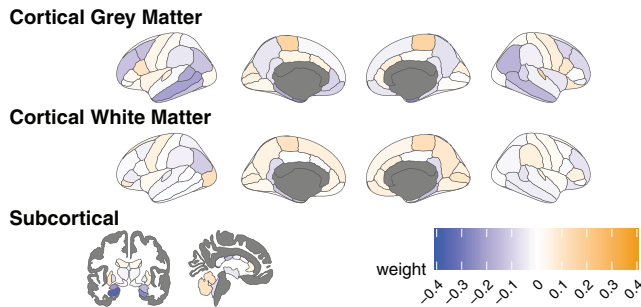 Cortical Grey Matter
Cortical White Matter
Subcortical
weight
−0.4 −0.3 −0.2 −0.1 0 0.1 0.2 0.3 0.4